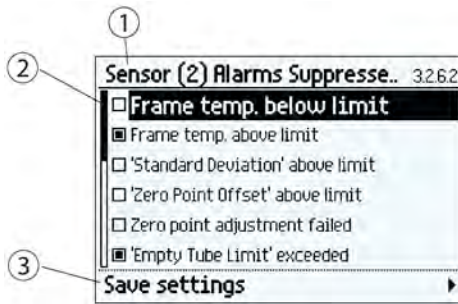 1
2
Sensor (2) Alarms Suppresse.. 3.2.6.2
Frame temp. below limit
Frame temp. above limit
'Standard Deviation' above limit
'Zero Point Offset' above limit
Zero point adjustment failed
'Empty Tube Limit' exceeded
3
Save settings